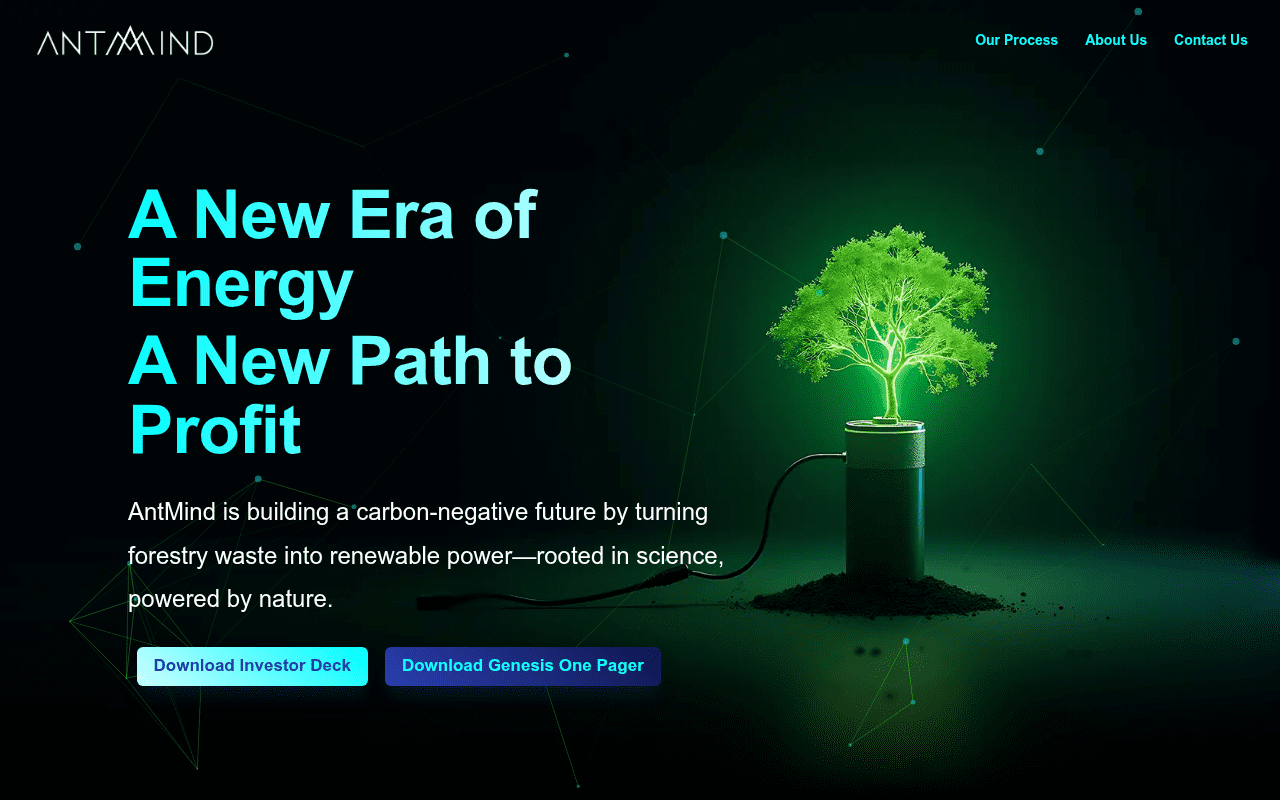 ANTMIND
Our Process
About Us
Contact Us
A New Era of
Energy
A New Path to
Profit
AntMind is building a carbon-negative future by turning
forestry waste into renewable power—rooted in science,
powered by nature.
Download Investor Deck
Download Genesis One Pager